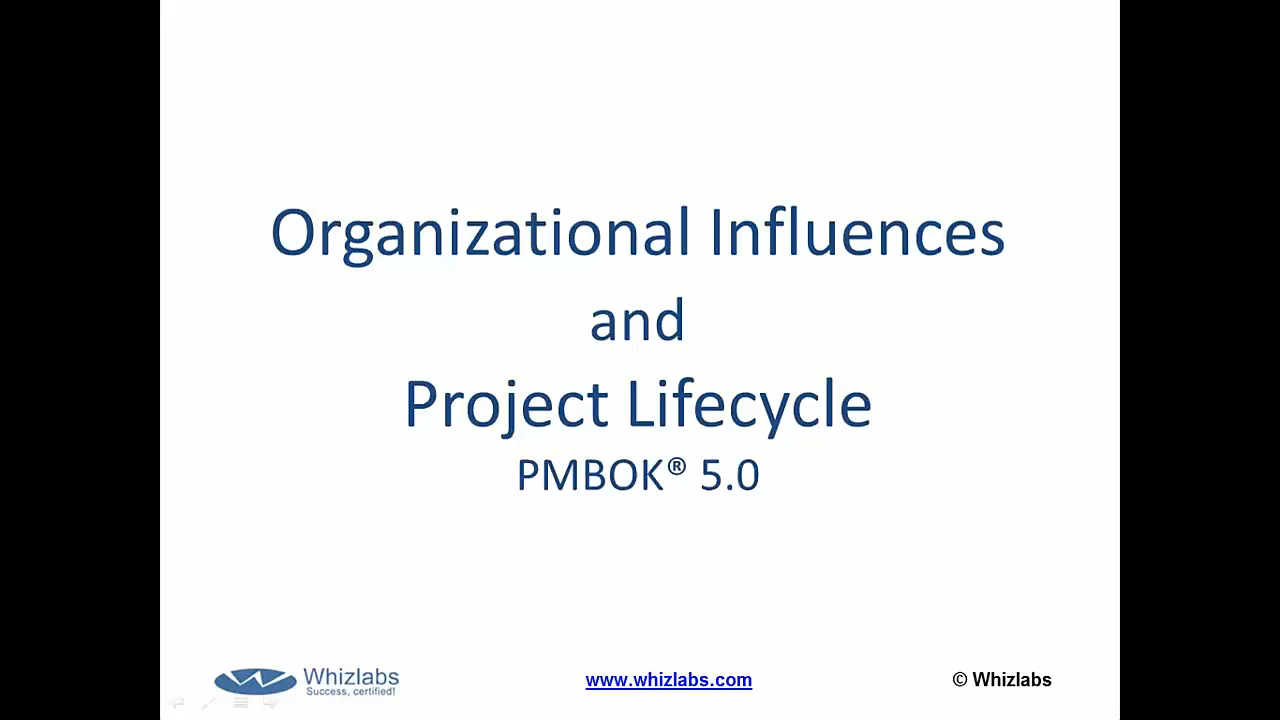 Organizational Influences
and
Project Lifecycle
PMBOK® 5.0
Whizlabs
Success, certified!
www.whizlabs.com
© Whizlabs